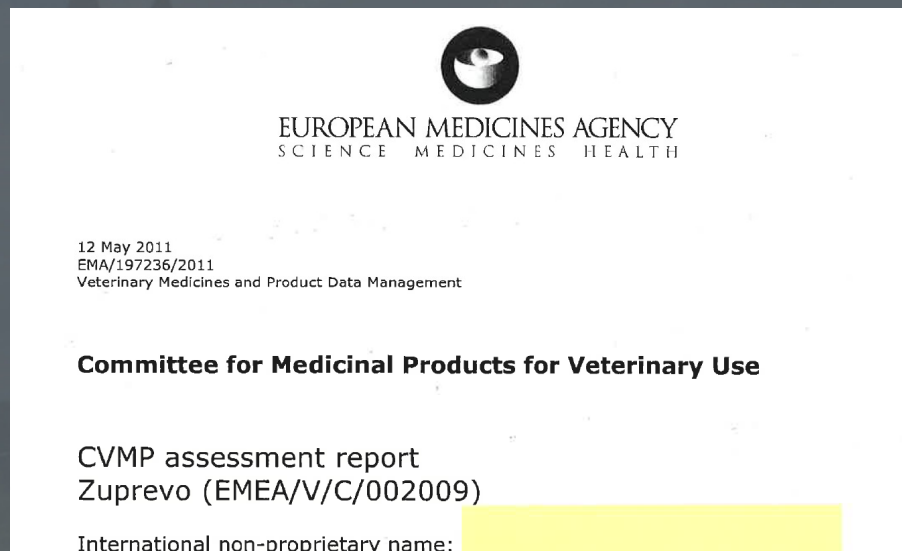 EUROPEAN MEDICINES AGENCY
SCIENCE MEDICINES HEALTH
12 May 2011
EMA/197236/2011
Veterinary Medicines and Product Data Management
Committee for Medicinal Products for Veterinary Use
CVMP assessment report
Zuprevo (EMEA/V/C/002009)
International non-proprietary name: